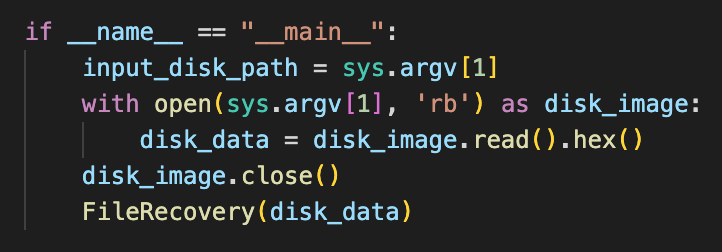 if __name__ == "__main__":
    input_disk_path = sys.argv[1]
    with open(sys.argv[1], 'rb') as disk_image:
        disk_data = disk_image.read().hex()
    disk_image.close()
    FileRecovery(disk_data)